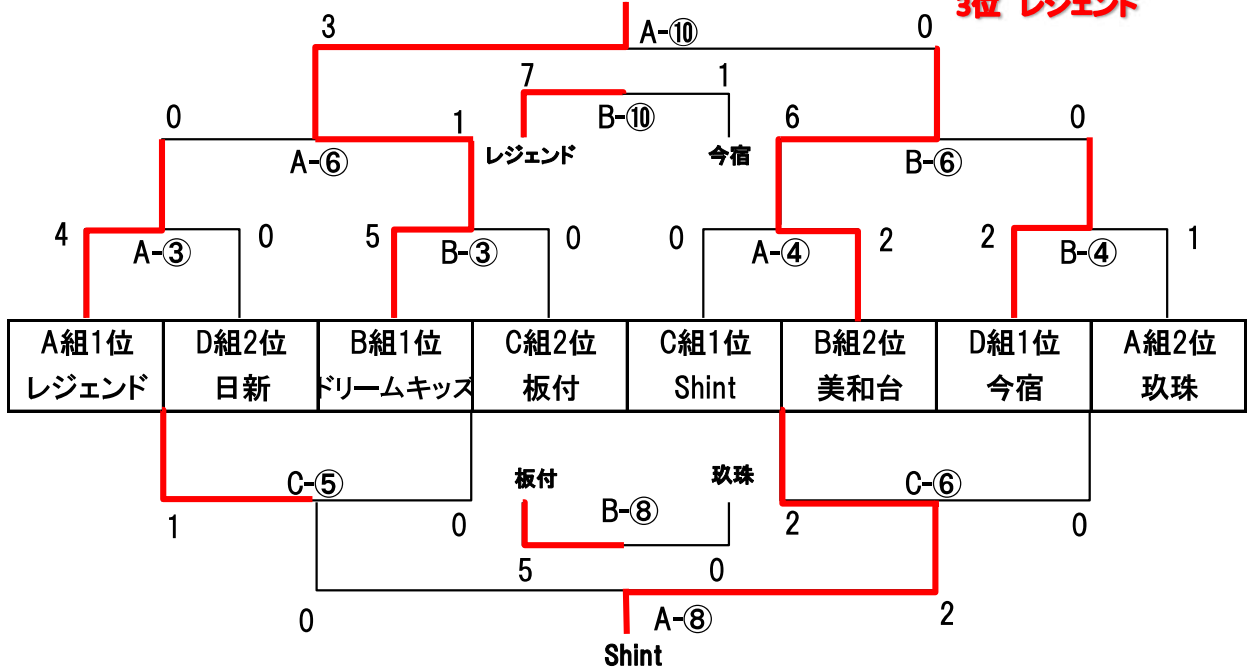 3位 レジェンド
3 A-⑩ 0
7 1
0 1 B-⑩ 6 0
A-⑥ レジェンド 今宿 B-⑥
4 0 5 0 0 2 2 1
A-③ B-③ A-④ B-④
A組1位 D組2位 B組1位 C組2位 C組1位 B組2位 D組1位 A組2位
レジェンド 日新 ドリームキッズ 板付 Shint 美和台 今宿 玖珠
板付 玖珠
C-⑤ C-⑥
B-⑧
1 0 2 0
5 0
0 A-⑧ 2
Shint